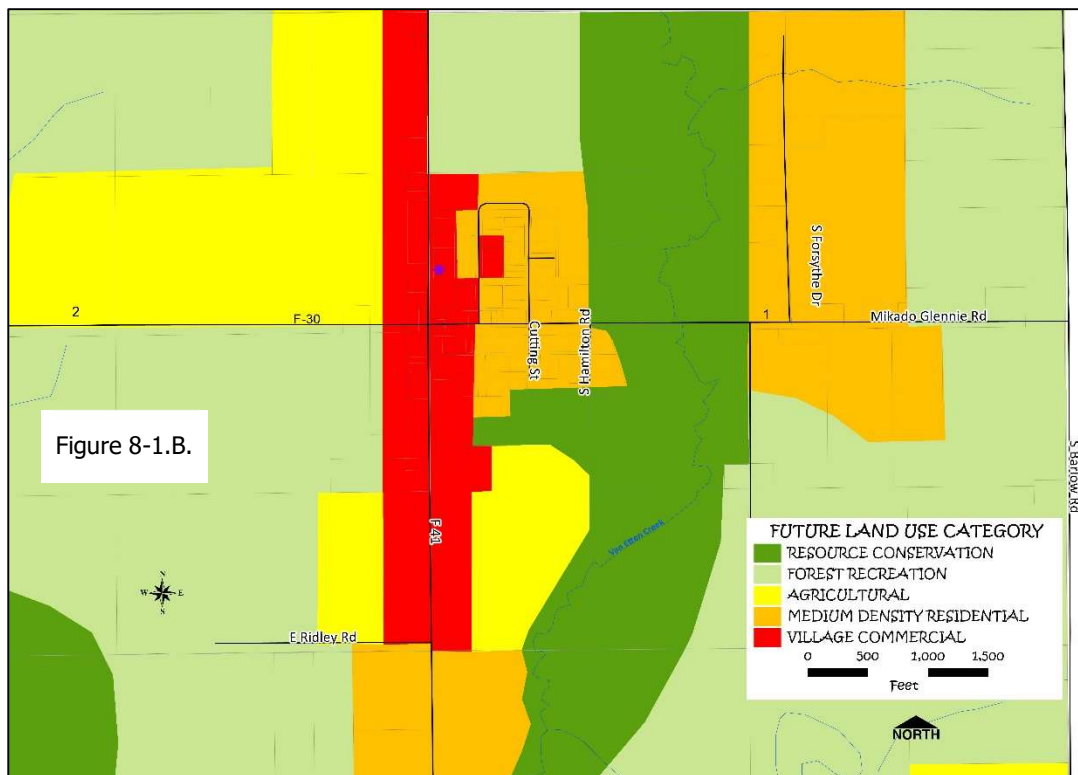 S Forsythe Dr
2
F-30
1
Mikado Glennie Rd
Cutting St
S Hamilton Rd
Figure 8-1.B.
S Barlow Rd
F 41
Van Etten Creek
N
W E
S
E Ridley Rd
FUTURE LAND USE CATEGORY
RESOURCE CONSERVATION
FOREST RECREATION
AGRICULTURAL
MEDIUM DENSITY RESIDENTIAL
VILLAGE COMMERCIAL
0 500 1,000 1,500
Feet
NORTH